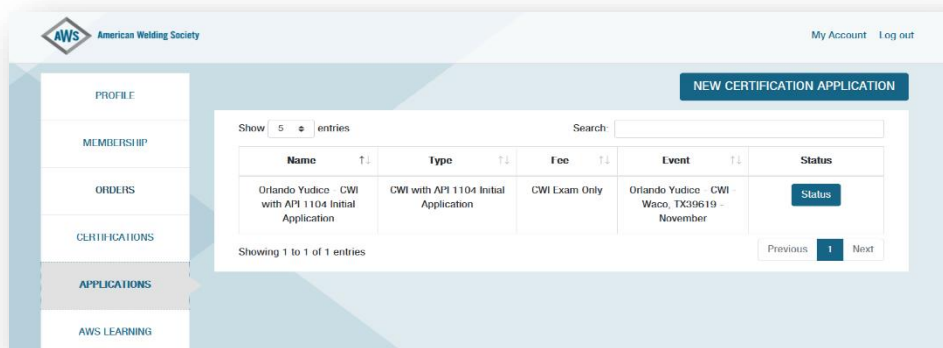 AWS American Welding Society
My Account Log out
PROFILE
MEMBERSHIP
ORDERS
CERTIFICATIONS
APPLICATIONS
AWS LEARNING
NEW CERTIFICATION APPLICATION
Show 5 entries
Search:
Name Type Fee Event Status
Orlando Yudice - CWI
with API 1104 Initial
Application
CWI with API 1104 Initial
Application
CWI Exam Only
Orlando Yudice - CWI -
Waco, TX39619 -
November
Status
Showing 1 to 1 of 1 entries
Previous 1 Next